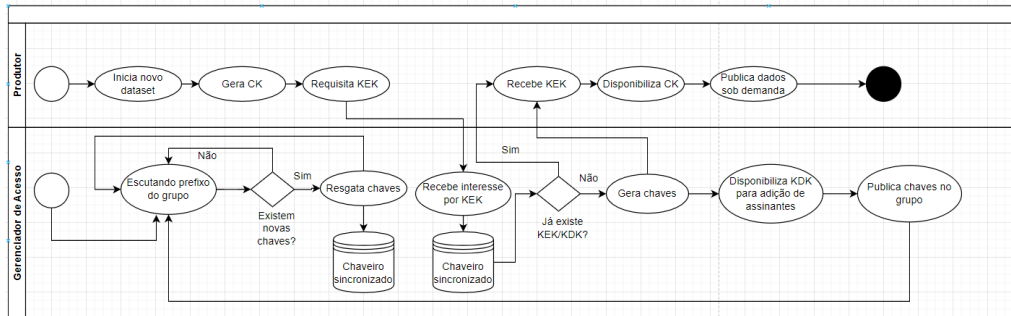 Produtor
Inicia novo
dataset
Gera CK
Requisita KEK
Recebe KEK
Disponibiliza CK
Publica dados
sob demanda
Gerenciador de Acesso
Escutando prefixo
do grupo
Não
Existem
novas
chaves?
Sim
Resgata chaves
Chaveiro
sincronizado
Recebe interesse
por KEK
Chaveiro
sincronizado
Sim
Já existe
KEK/KDK?
Não
Gera chaves
Disponibiliza KDK
para adição de
assinantes
Publica chaves no
grupo